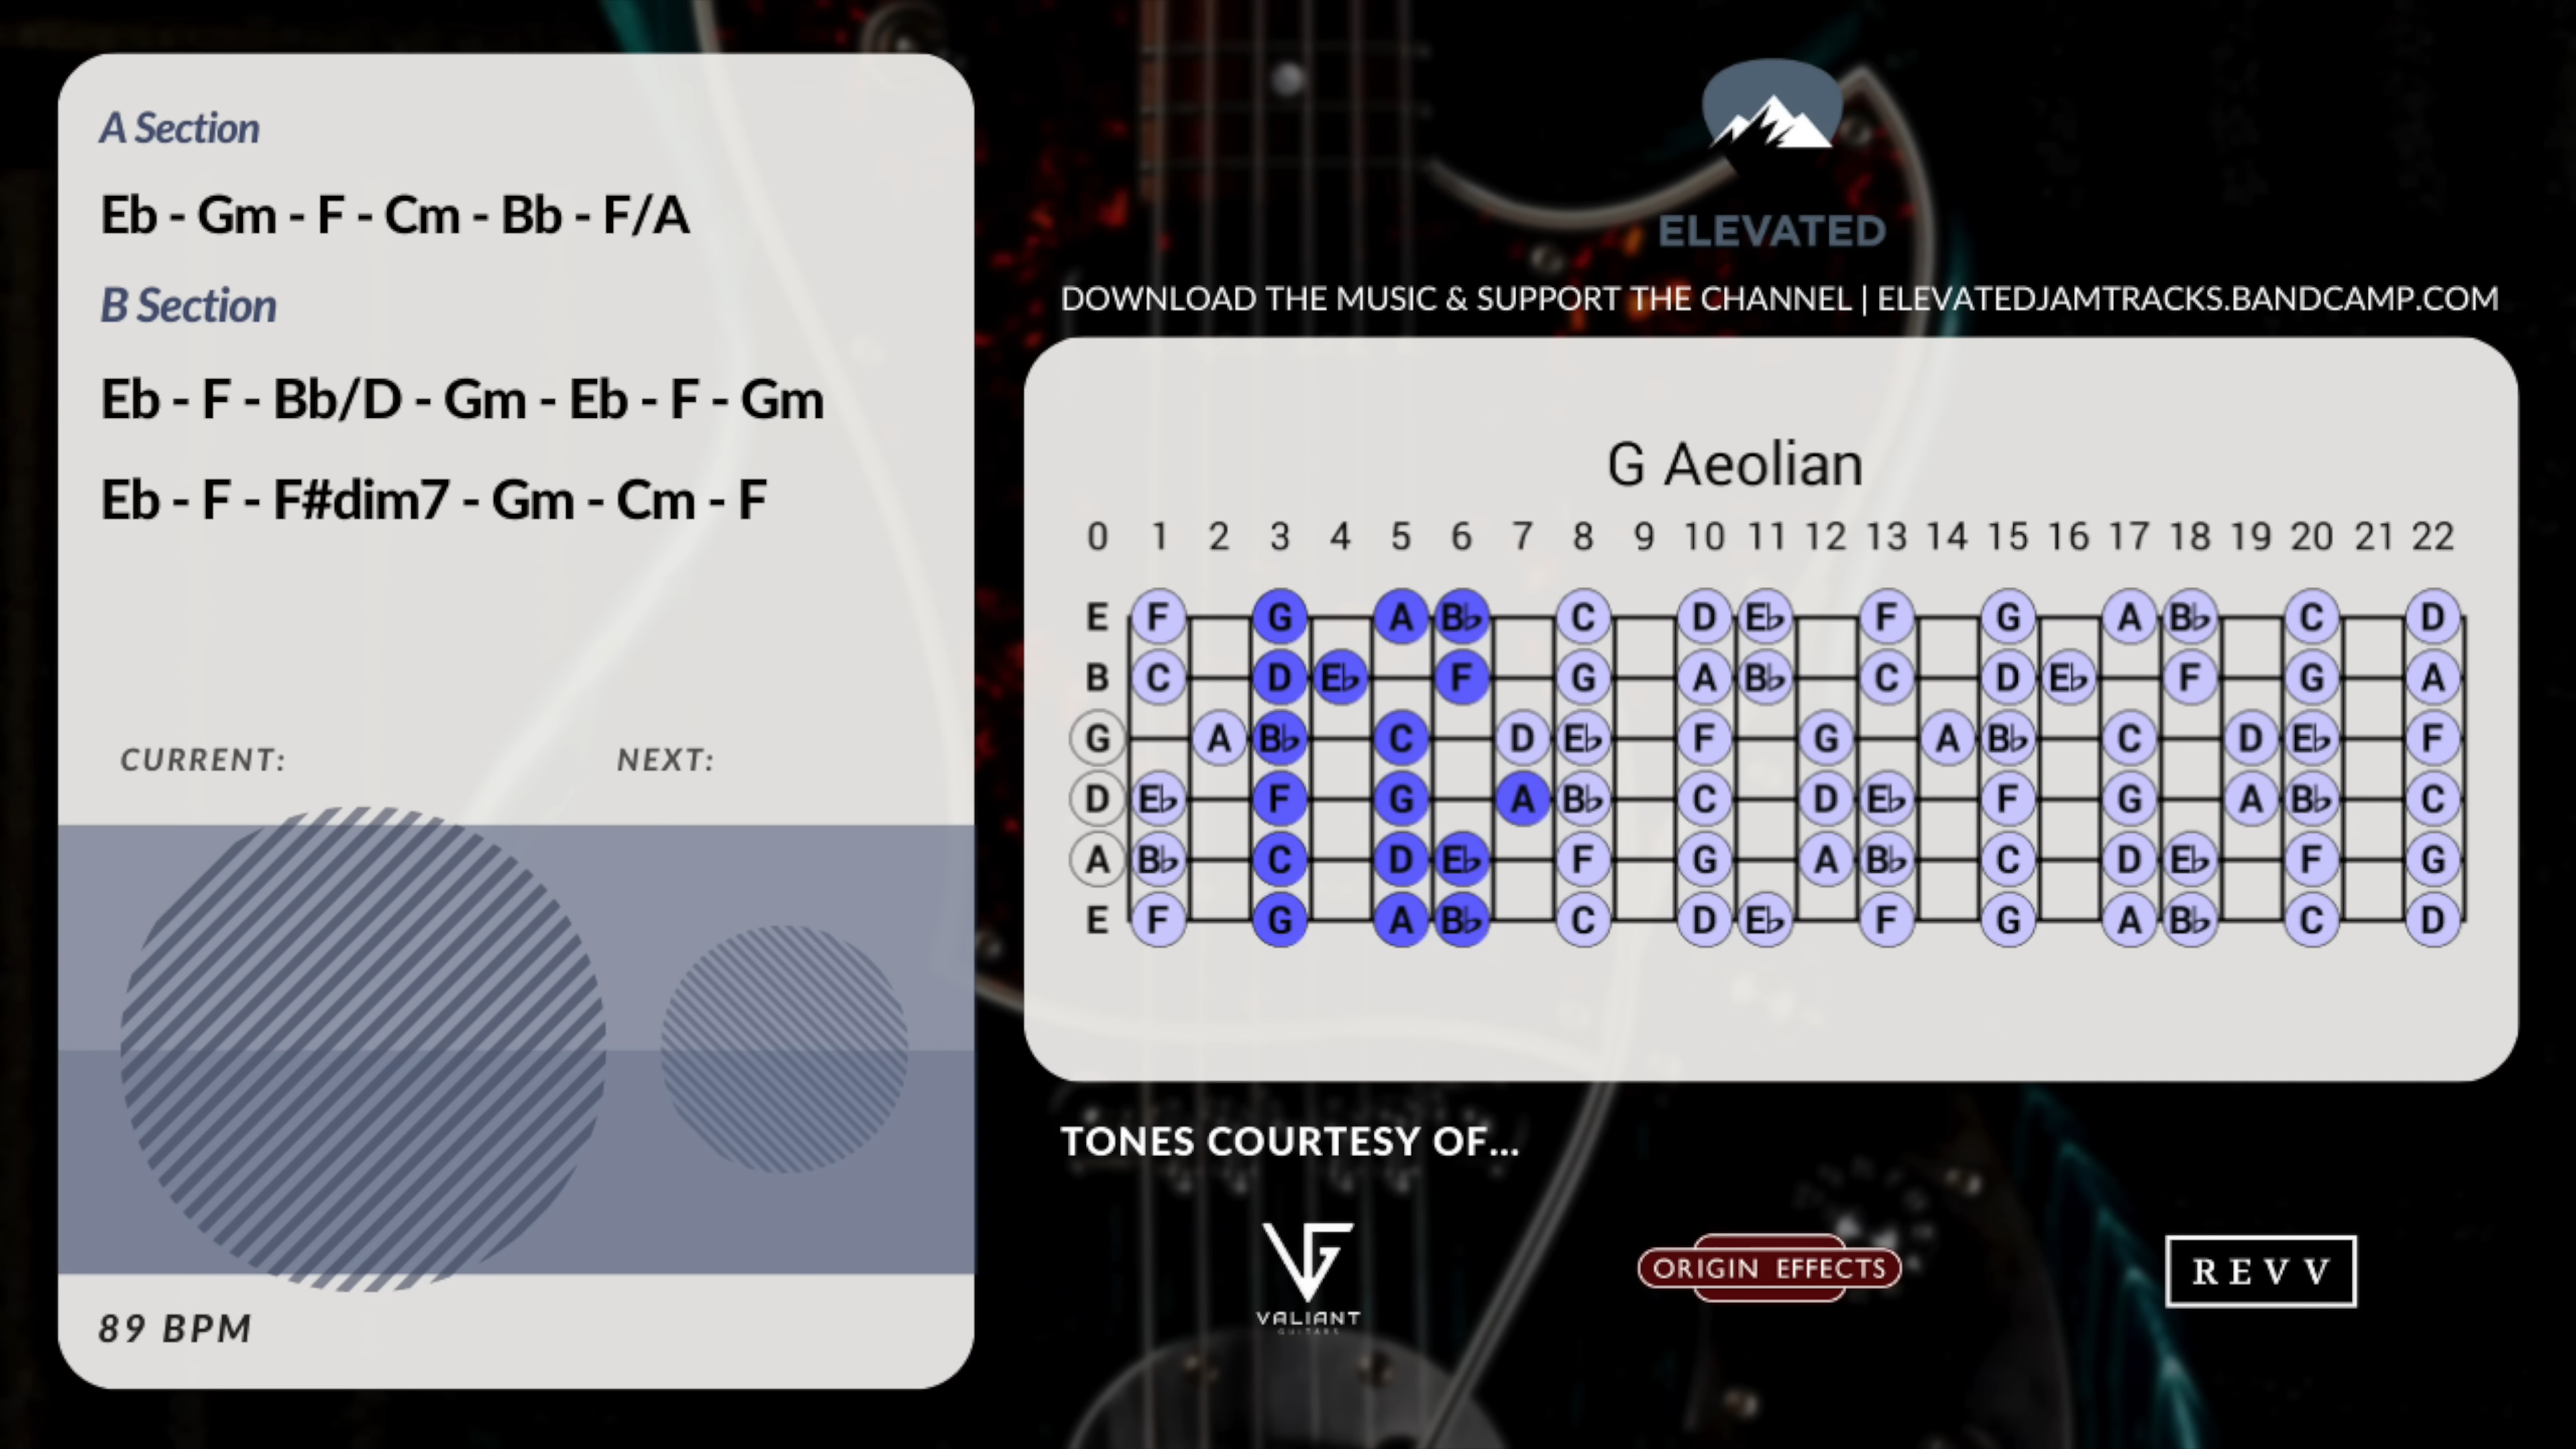 A Section
Eb - Gm - F - Cm - Bb - F/A
B Section
Eb - F - Bb/D - Gm - Eb - F - Gm
Eb - F - F#dim7 - Gm - Cm - F
CURRENT: NEXT:
89 BPM
ELEVATED
DOWNLOAD THE MUSIC & SUPPORT THE CHANNEL | ELEVATEDJAMTRACKS.BANDCAMP.COM
G Aeolian
0 1 2 3 4 5 6 7 8 9 10 11 12 13 14 15 16 17 18 19 20 21 22
E F G A B♭ C D E♭ F G A B♭ C D
B C D E♭ F G A B♭ C D E♭ F G A
G A B♭ C D E♭ F G A B♭ C D E♭ F
D E♭ F G A B♭ C D E♭ F G A B♭ C
A B♭ C D E♭ F G A B♭ C D E♭ F G
E F G A B♭ C D E♭ F G A B♭ C D
TONES COURTESY OF...
VG
VALIANT
GUITARS
ORIGIN EFFECTS
REVV